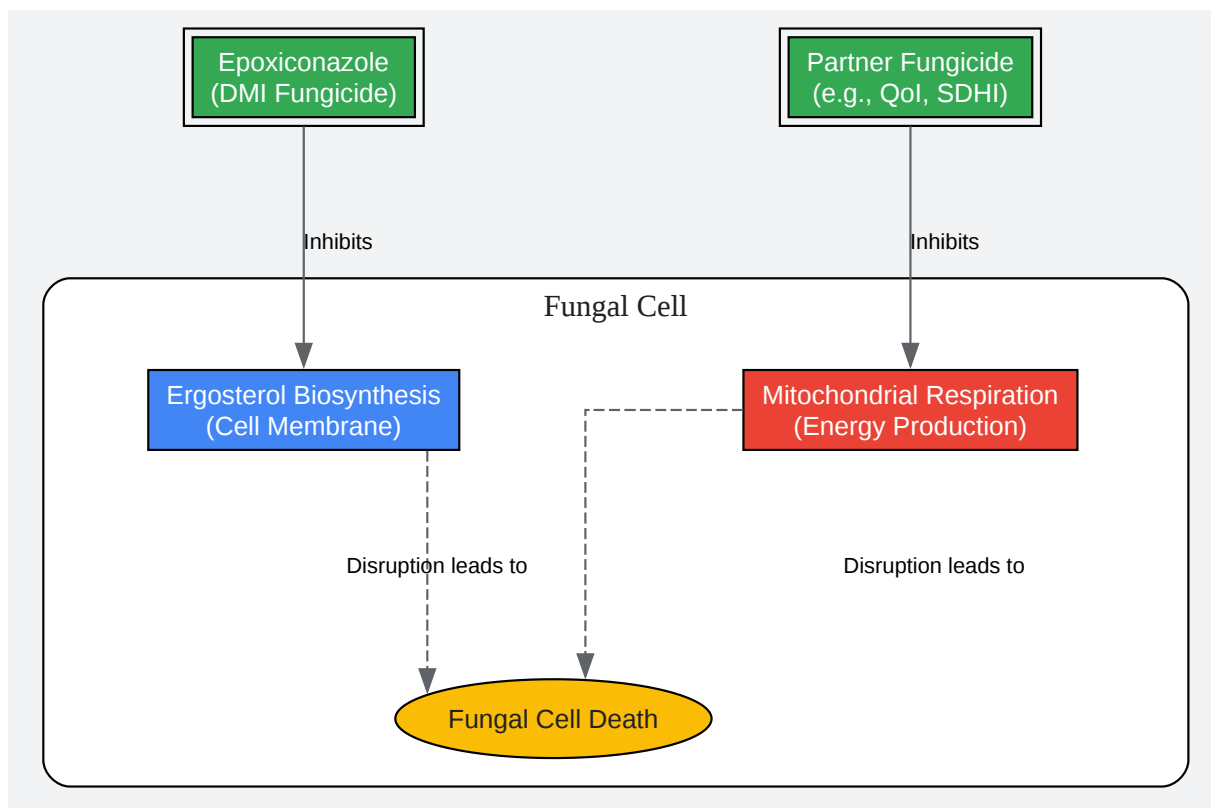 Epoxiconazole
(DMI Fungicide)
Partner Fungicide
(e.g., QoI, SDHI)
Inhibits
Inhibits
Fungal Cell
Ergosterol Biosynthesis
(Cell Membrane)
Mitochondrial Respiration
(Energy Production)
Disruption leads to
Disruption leads to
Fungal Cell Death